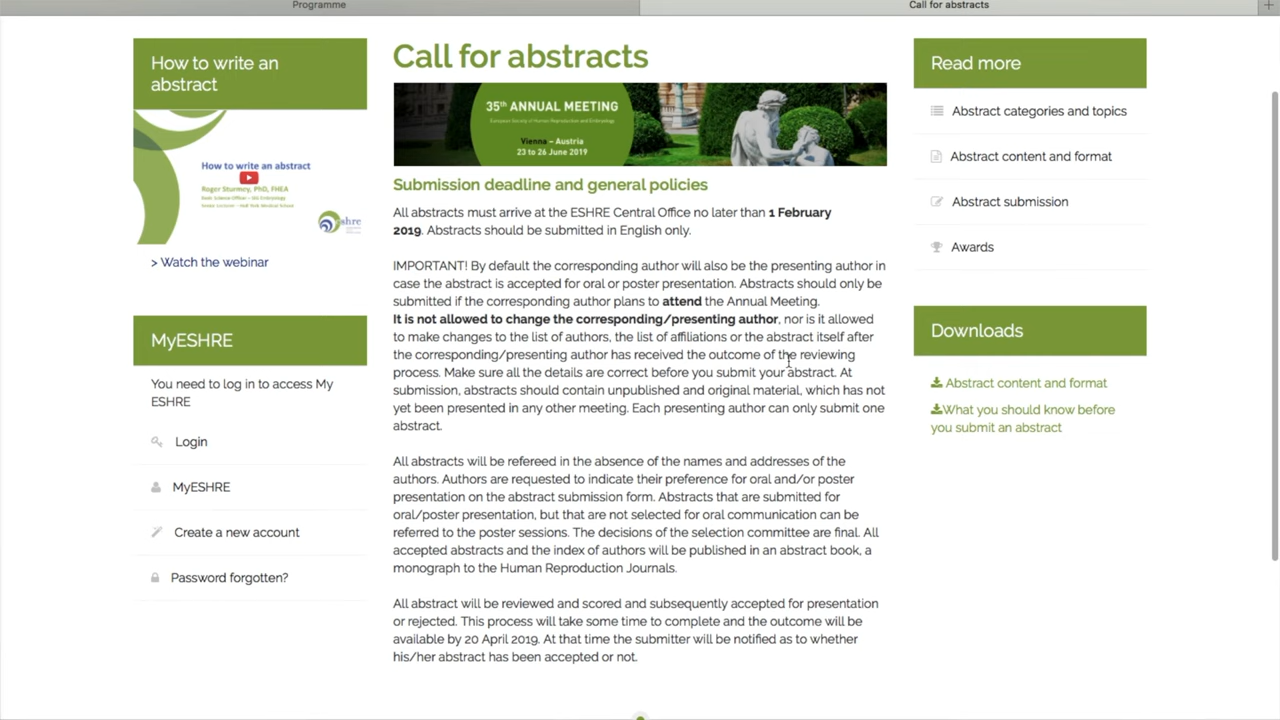 Programme
Call for abstracts
How to write an
abstract
How to write an abstract
Roger Sturmey, PhD, FHEA
> Watch the webinar
MyESHRE
You need to log in to access My
ESHRE
Login
MyESHRE
Create a new account
Password forgotten?
Call for abstracts
35th ANNUAL MEETING
European Society of Human Reproduction and Embryology
Vienna – Austria
23 to 26 June 2019
Submission deadline and general policies
All abstracts must arrive at the ESHRE Central Office no later than 1 February
2019. Abstracts should be submitted in English only.
IMPORTANT! By default the corresponding author will also be the presenting author in
case the abstract is accepted for oral or poster presentation. Abstracts should only be
submitted if the corresponding author plans to attend the Annual Meeting.
It is not allowed to change the corresponding/presenting author, nor is it allowed
to make changes to the list of authors, the list of affiliations or the abstract itself after
the corresponding/presenting author has received the outcome of the reviewing
process. Make sure all the details are correct before you submit your abstract. At
submission, abstracts should contain unpublished and original material, which has not
yet been presented in any other meeting. Each presenting author can only submit one
abstract.
All abstracts will be refereed in the absence of the names and addresses of the
authors. Authors are requested to indicate their preference for oral and/or poster
presentation on the abstract submission form. Abstracts that are submitted for
oral/poster presentation, but that are not selected for oral communication can be
referred to the poster sessions. The decisions of the selection committee are final. All
accepted abstracts and the index of authors will be published in an abstract book, a
monograph to the Human Reproduction Journals.
All abstract will be reviewed and scored and subsequently accepted for presentation
or rejected. This process will take some time to complete and the outcome will be
available by 20 April 2019. At that time the submitter will be notified as to whether
his/her abstract has been accepted or not.
Read more
Abstract categories and topics
Abstract content and format
Abstract submission
Awards
Downloads
Abstract content and format
What you should know before
you submit an abstract